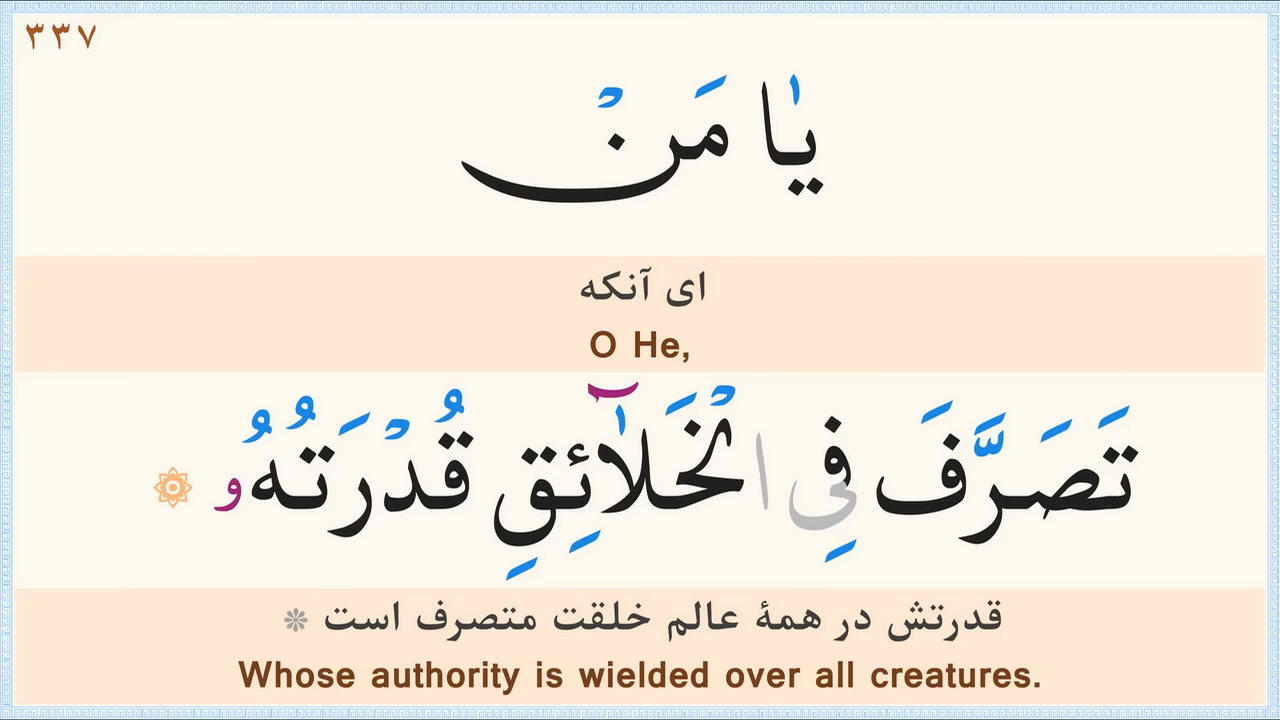 ۳۳۷
يٰا مَنْ
ای آنکه
O He,
تَصَرَّفَ فِي الْخَلٰٓائِقِ قُدْرَتُهُو
قدرتش در همهٔ عالم خلقت متصرف است
Whose authority is wielded over all creatures.